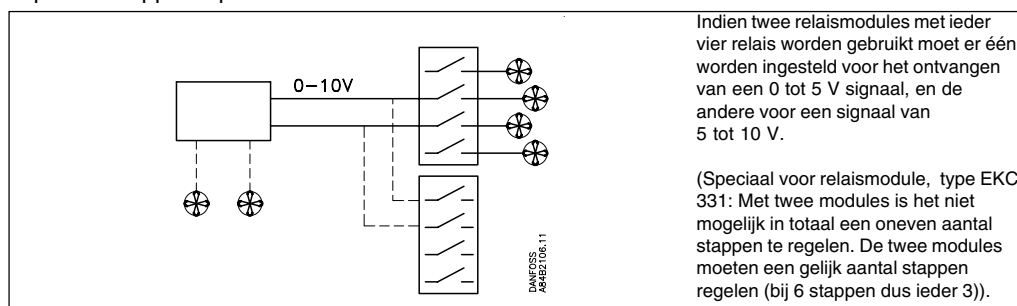 0-10V
DANFOSS
A84B2106.11
Indien twee relaismodules met ieder
vier relais worden gebruikt moet er één
worden ingesteld voor het ontvangen
van een 0 tot 5 V signaal, en de
andere voor een signaal van
5 tot 10 V.
(Speciaal voor relaismodule, type EKC
331: Met twee modules is het niet
mogelijk in totaal een oneven aantal
stappen te regelen. De twee modules
moeten een gelijk aantal stappen
regelen (bij 6 stappen dus ieder 3)).